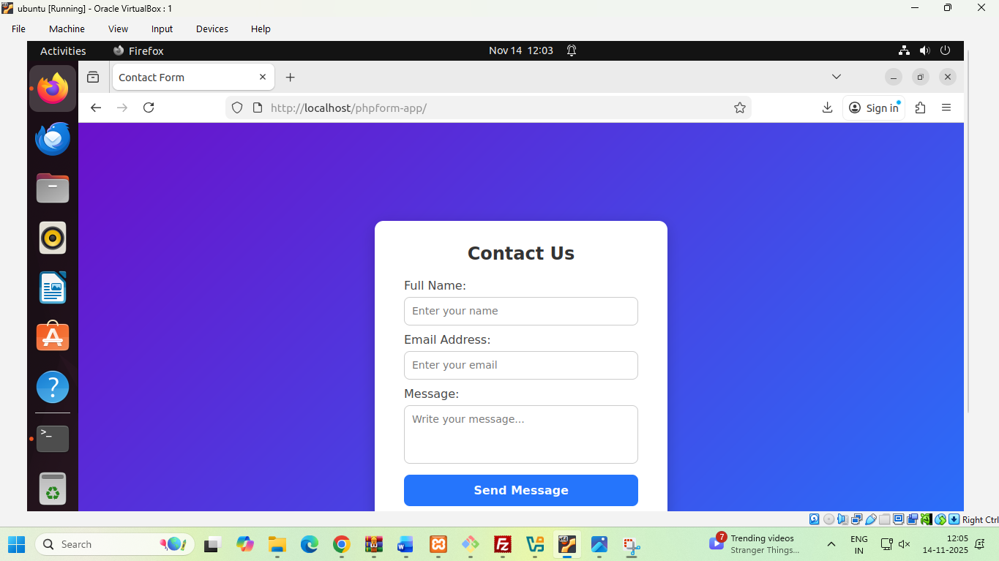 ubuntu [Running] - Oracle VirtualBox : 1
File Machine View Input Devices Help
Activities Firefox Nov 14 12:03
Contact Form
http://localhost/phpform-app/
Sign in
Contact Us
Full Name:
Enter your name
Email Address:
Enter your email
Message:
Write your message...
Send Message
Right Ctrl
Search
7
Trending videos
Stranger Things...
ENG
IN
12:05
14-11-2025